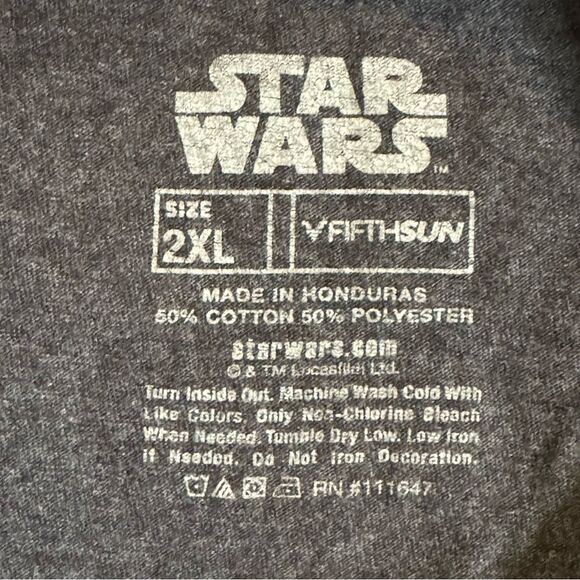 STAR
WARS™
SIZE
2XL
FIFTHSUN
MADE IN HONDURAS
50% COTTON 50% POLYESTER
starwars.com
© & TM Lucasfilm Ltd.
Turn Inside Out. Machine Wash Cold With
Like Colors. Only Non-Chlorine Bleach
When Needed. Tumble Dry Low. Low Iron
If Needed. Do Not Iron Decoration.
RN #111647